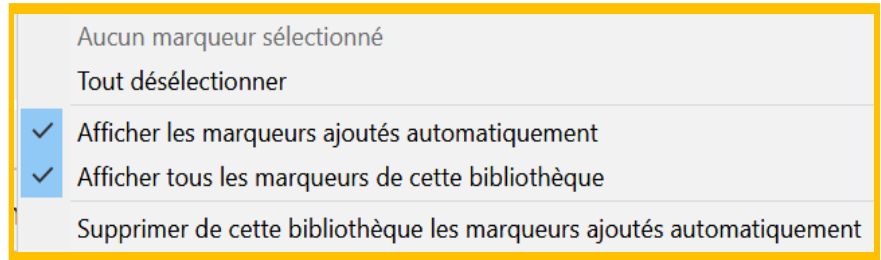 Aucun marqueur sélectionné
Tout désélectionner
Afficher les marqueurs ajoutés automatiquement
Afficher tous les marqueurs de cette bibliothèque
Supprimer de cette bibliothèque les marqueurs ajoutés automatiquement